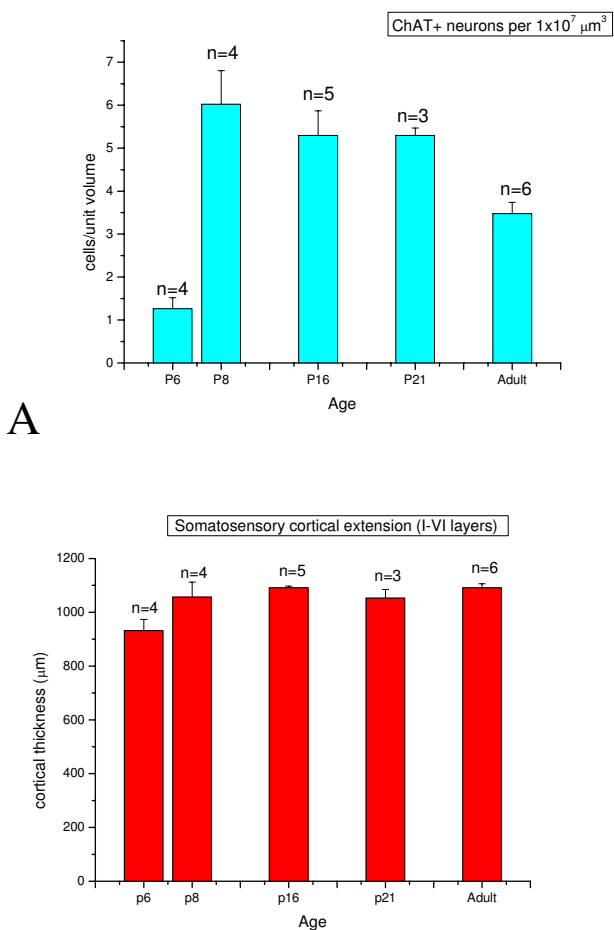 ChAT+ neurons per 1x10⁷ μm³
n=4
n=5
n=3
n=6
n=4
7
6
5
4
3
2
1
0
cells/unit volume
P6 P8 P16 P21 Adult
Age
A
Somatosensory cortical extension (I-VI layers)
1200
1000
800
600
400
200
0
cortical thickness (μm)
n=4
n=4
n=5
n=3
n=6
p6 p8 p16 p21 Adult
Age